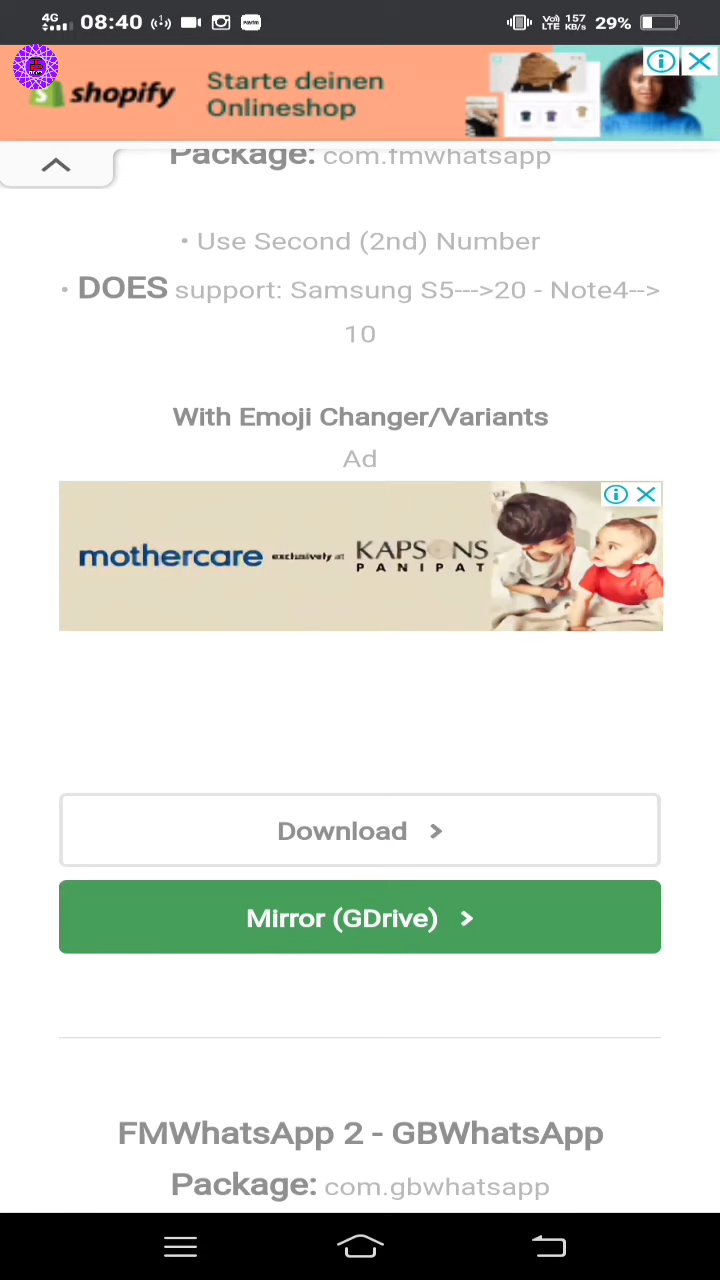 4G 08:40 VoLTE 157 KB/s 29%
shopify
Starte deinen
Onlineshop
Package: com.fmwhatsapp
• Use Second (2nd) Number
• DOES support: Samsung S5--->20 - Note4-->
10
With Emoji Changer/Variants
Ad
mothercare exclusively at KAPSONS
PANIPAT
Download >
Mirror (GDrive) >
FMWhatsApp 2 - GBWhatsApp
Package: com.gbwhatsapp